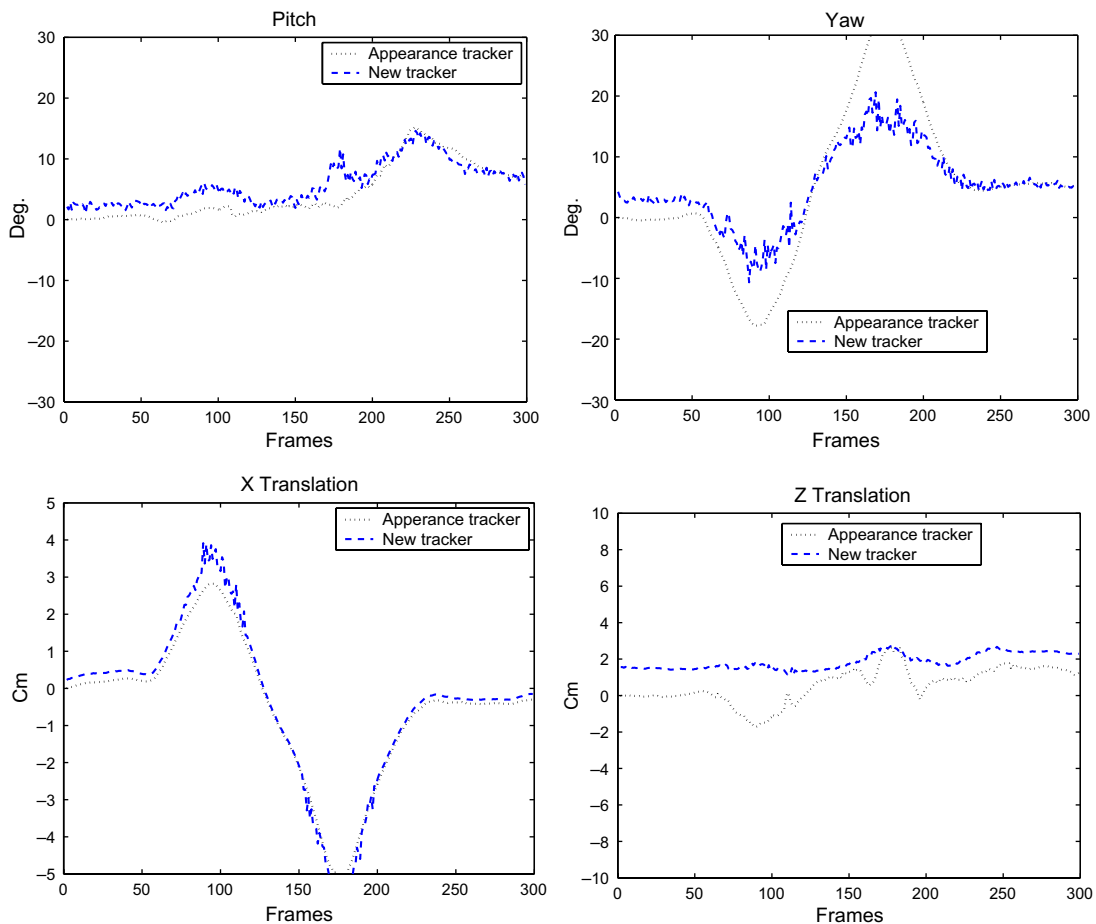 Pitch
30
20
10
0
–10
–20
–30
Deg.
0 50 100 150 200 250 300
Frames
Appearance tracker
New tracker
Yaw
30
20
10
0
–10
–20
–30
Deg.
0 50 100 150 200 250 300
Frames
Appearance tracker
New tracker
X Translation
5
4
3
2
1
0
–1
–2
–3
–4
–5
Cm
0 50 100 150 200 250 300
Frames
Apperance tracker
New tracker
Z Translation
10
8
6
4
2
0
–2
–4
–6
–8
–10
Cm
0 50 100 150 200 250 300
Frames
Appearance tracker
New tracker